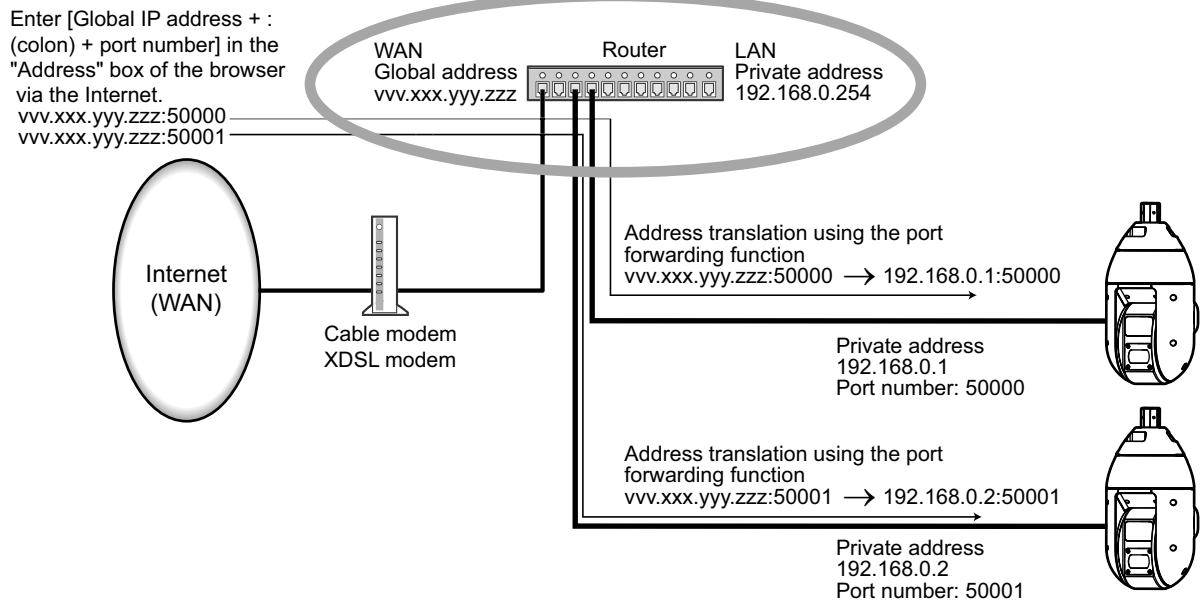 Enter [Global IP address + :
(colon) + port number] in the
"Address" box of the browser
via the Internet.
vvv.xxx.yyy.zzz:50000
vvv.xxx.yyy.zzz:50001
WAN
Global address
vvv.xxx.yyy.zzz
Router
LAN
Private address
192.168.0.254
Internet
(WAN)
Cable modem
XDSL modem
Address translation using the port
forwarding function
vvv.xxx.yyy.zzz:50000 → 192.168.0.1:50000
Private address
192.168.0.1
Port number: 50000
Address translation using the port
forwarding function
vvv.xxx.yyy.zzz:50001 → 192.168.0.2:50001
Private address
192.168.0.2
Port number: 50001